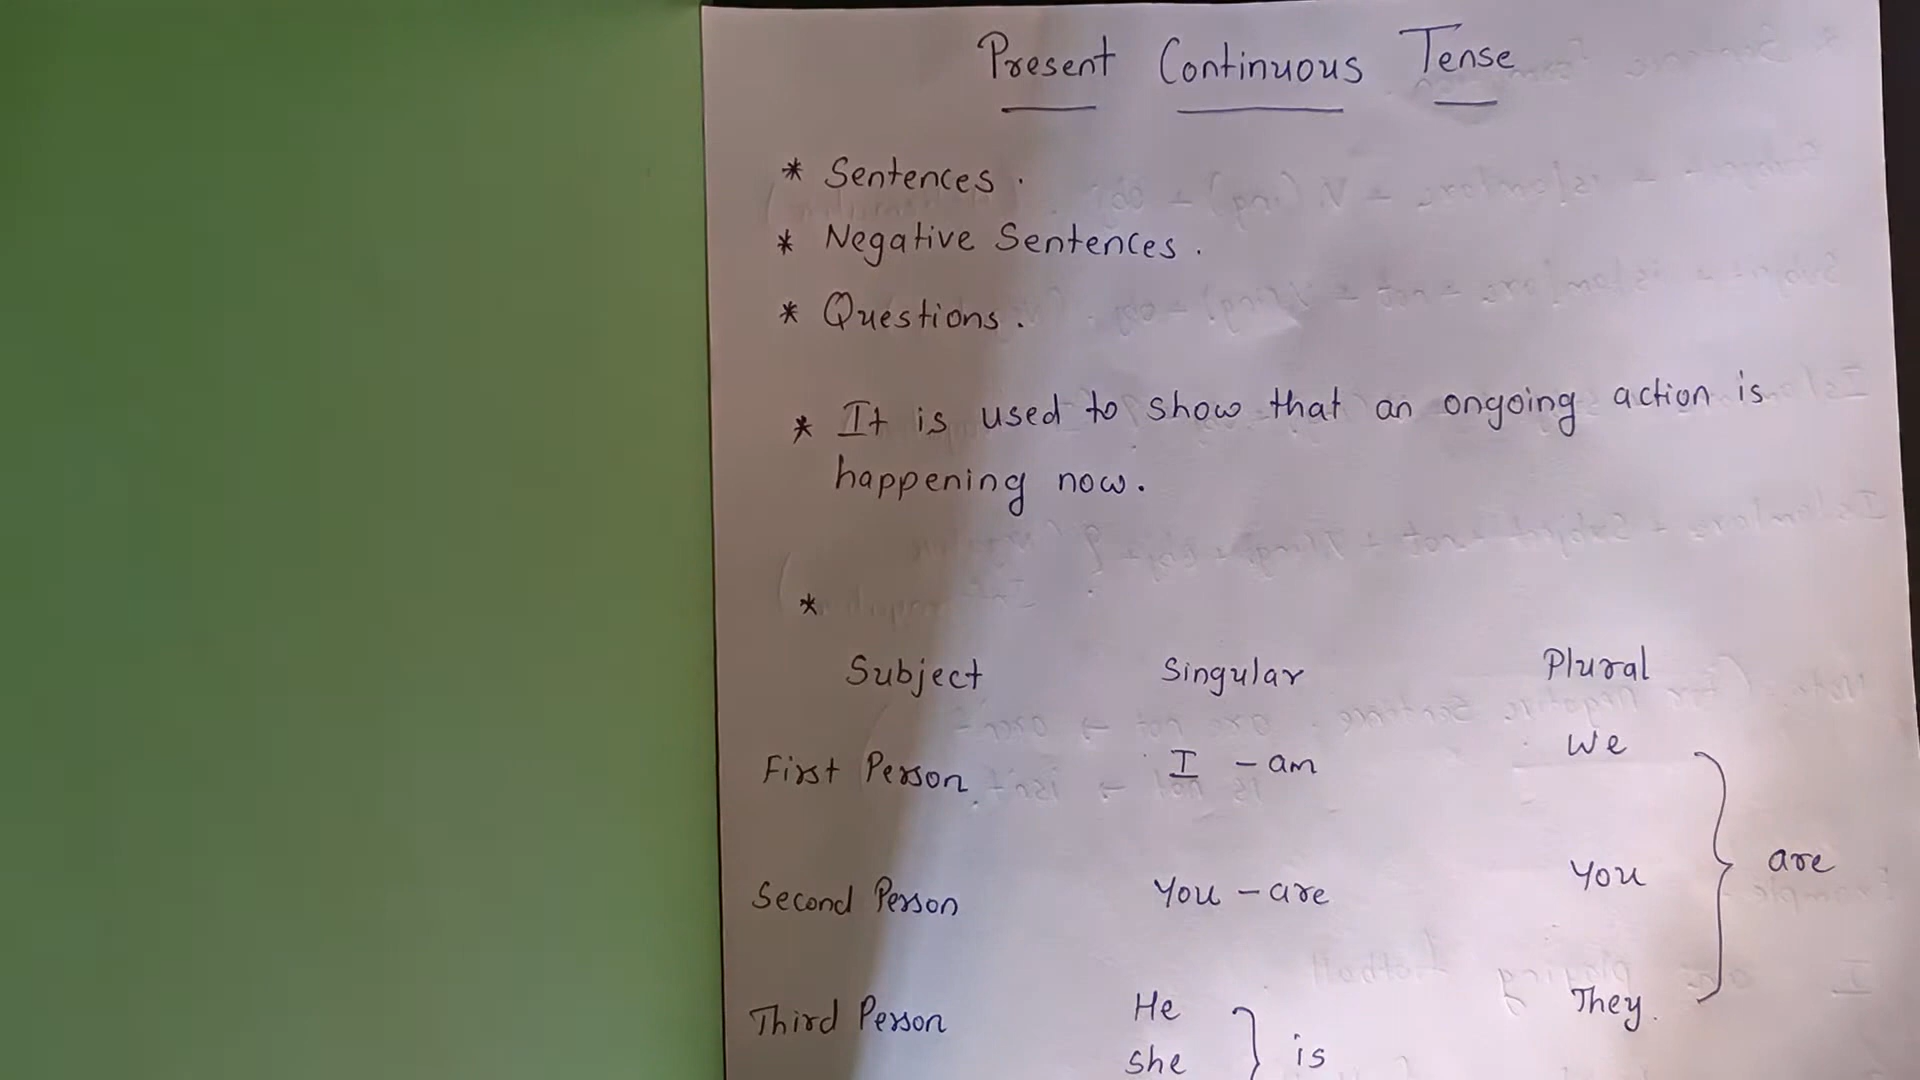 Present Continuous Tense
* Sentences.
* Negative Sentences.
* Questions.
* It is used to show that an ongoing action is
happening now.
*
Subject Singular Plural
First Person I - am We
Second Person You - are You } are
Third Person He They.
She } is